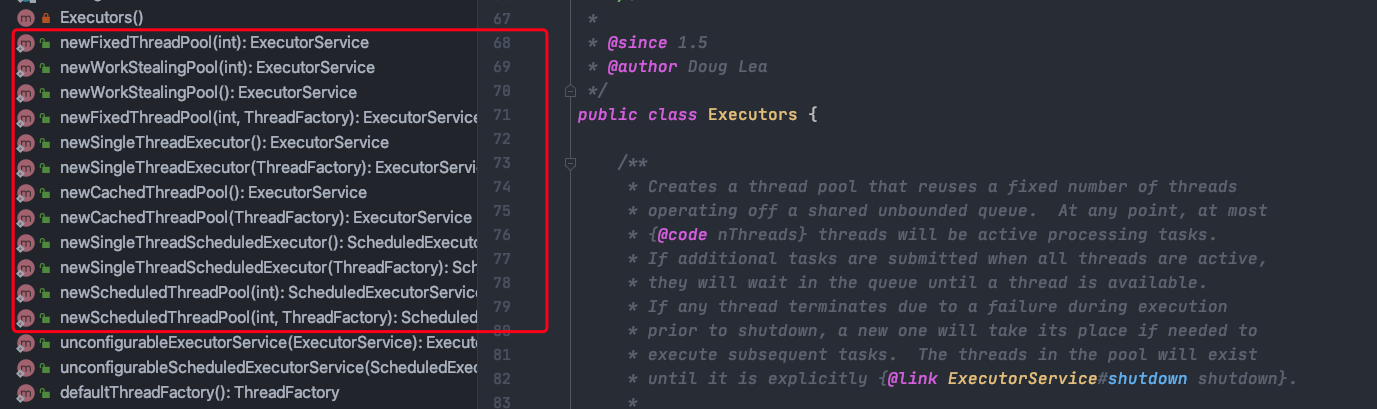 Executors()
newFixedThreadPool(int): ExecutorService
newWorkStealingPool(int): ExecutorService
newWorkStealingPool(): ExecutorService
newFixedThreadPool(int, ThreadFactory): ExecutorService
newSingleThreadExecutor(): ExecutorService
newSingleThreadExecutor(ThreadFactory): ExecutorServi
newCachedThreadPool(): ExecutorService
newCachedThreadPool(ThreadFactory): ExecutorService
newSingleThreadScheduledExecutor(): ScheduledExecuto
newSingleThreadScheduledExecutor(ThreadFactory): Sch
newScheduledThreadPool(int): ScheduledExecutorService
newScheduledThreadPool(int, ThreadFactory): Scheduled
unconfigurableExecutorService(ExecutorService): Executo
unconfigurableScheduledExecutorService(ScheduledExec
defaultThreadFactory(): ThreadFactory
67 *
68 * @since 1.5
69 * @author Doug Lea
70 */
71 public class Executors {
72
73 /**
74 * Creates a thread pool that reuses a fixed number of threads
75 * operating off a shared unbounded queue.  At any point, at most
76 * {@code nThreads} threads will be active processing tasks.
77 * If additional tasks are submitted when all threads are active,
78 * they will wait in the queue until a thread is available.
79 * If any thread terminates due to a failure during execution
80 * prior to shutdown, a new one will take its place if needed to
81 * execute subsequent tasks.  The threads in the pool will exist
82 * until it is explicitly {@link ExecutorService#shutdown shutdown}.
83 *